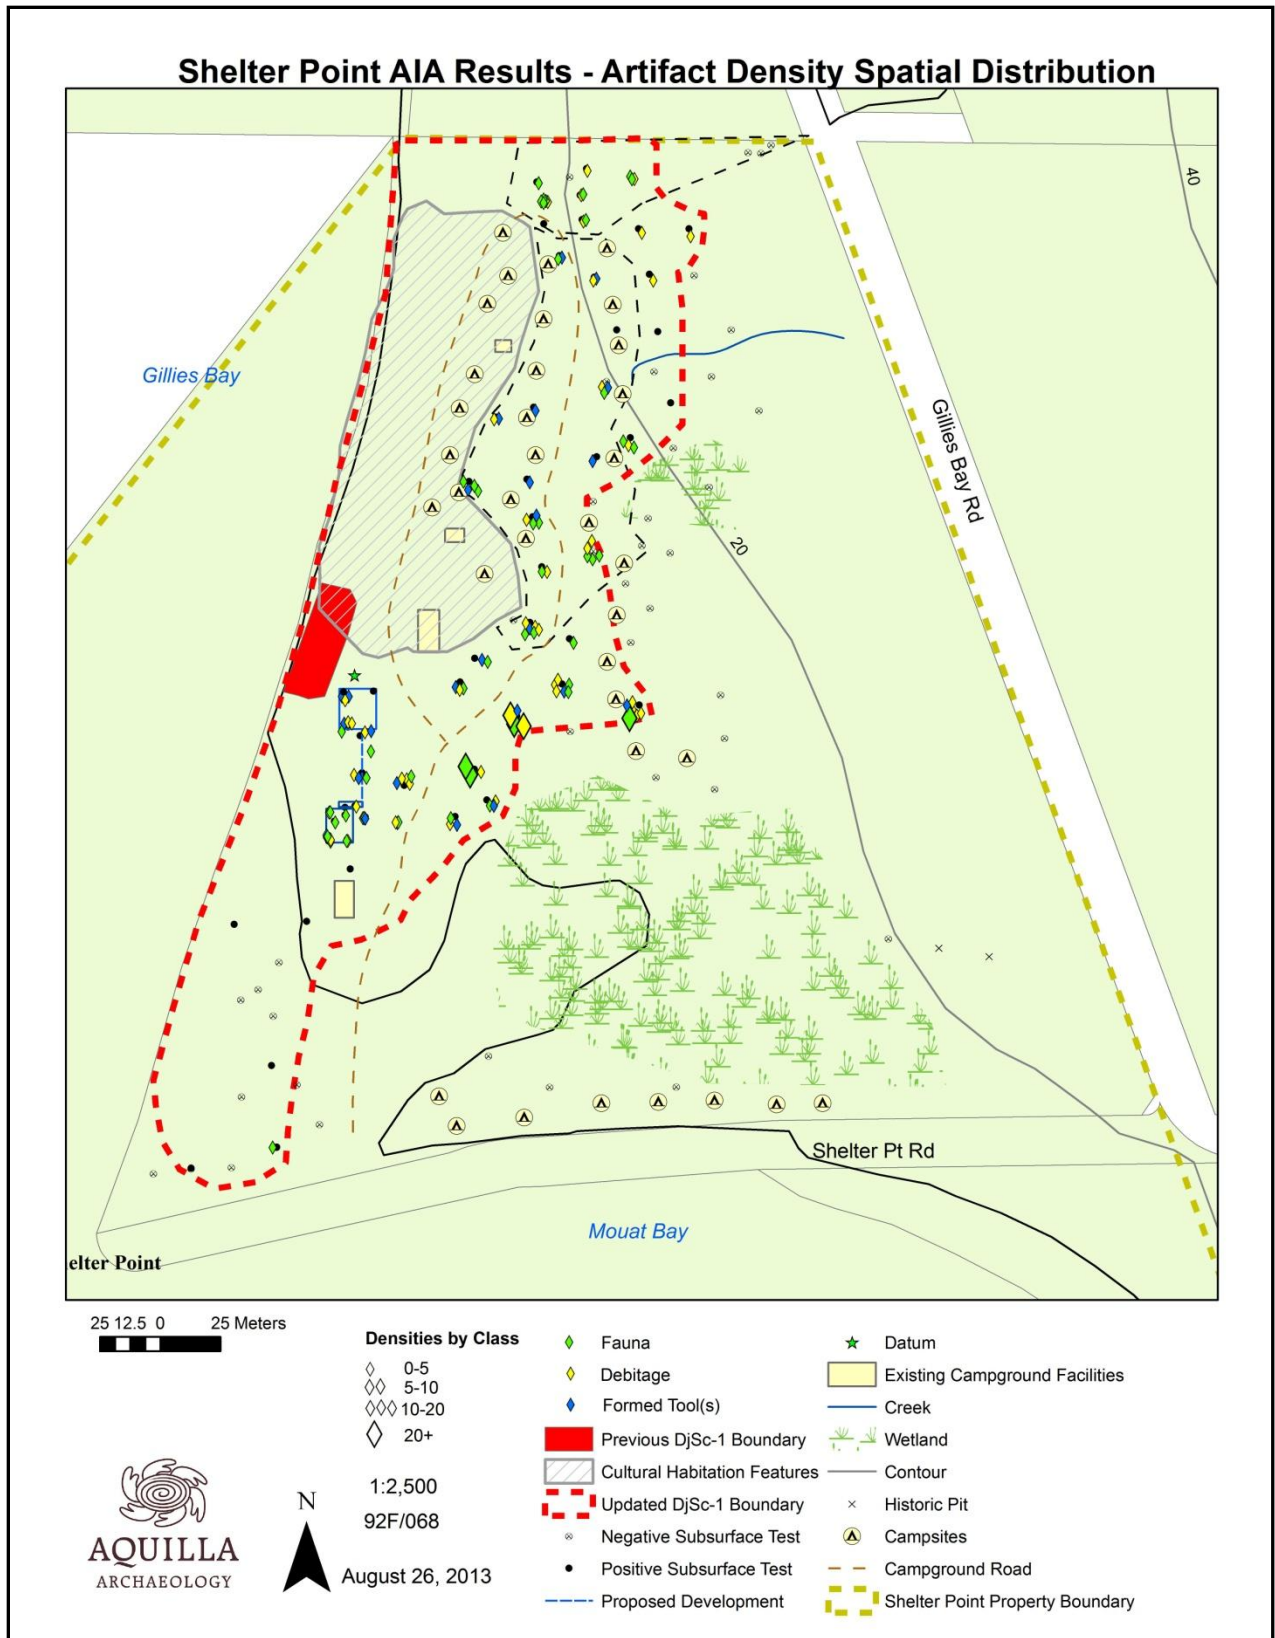 Shelter Point AIA Results - Artifact Density Spatial Distribution
40
Gillies Bay
Gillies Bay Rd
20
Shelter Pt Rd
Mouat Bay
elter Point
25 12.5 0 25 Meters
Densities by Class
0-5
5-10
10-20
20+
1:2,500
92F/068
N
August 26, 2013
AQUILLA
ARCHAEOLOGY
Fauna
Debitage
Formed Tool(s)
Previous DjSc-1 Boundary
Cultural Habitation Features
Updated DjSc-1 Boundary
Negative Subsurface Test
Positive Subsurface Test
Proposed Development
Datum
Existing Campground Facilities
Creek
Wetland
Contour
Historic Pit
Campsites
Campground Road
Shelter Point Property Boundary